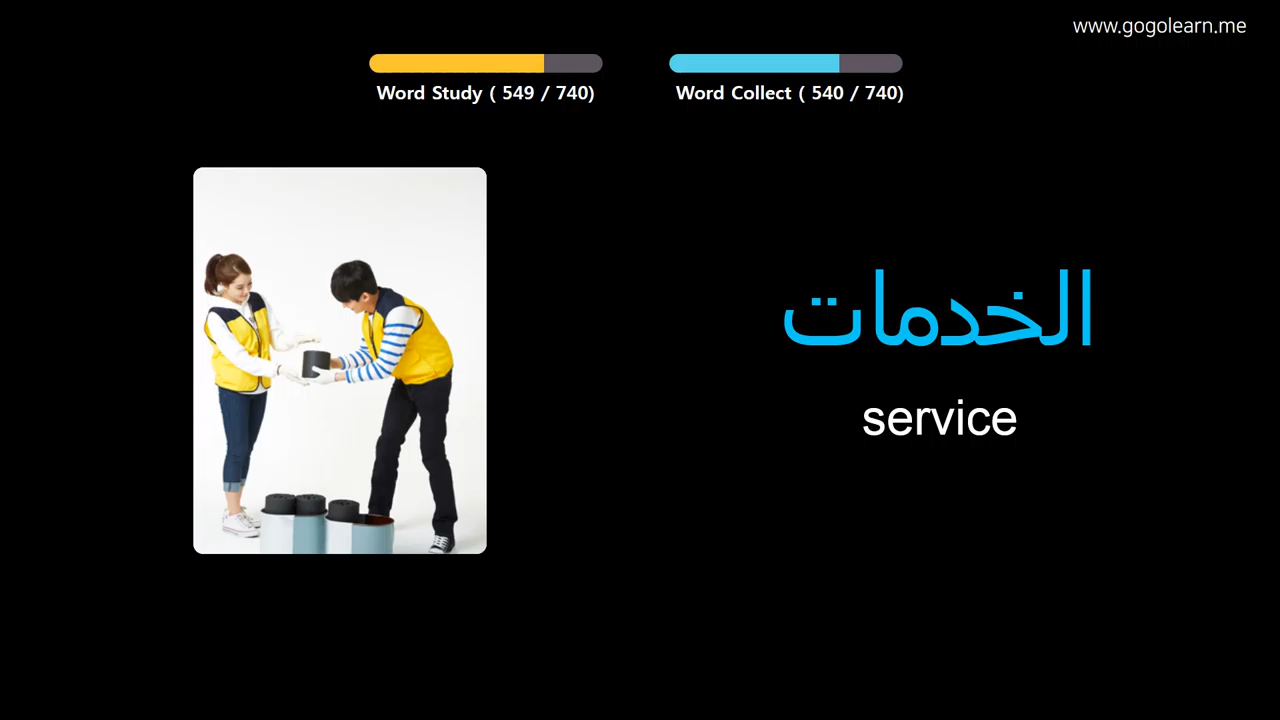 www.gogolearn.me
Word Study ( 549 / 740)
Word Collect ( 540 / 740)
الخدمات
service